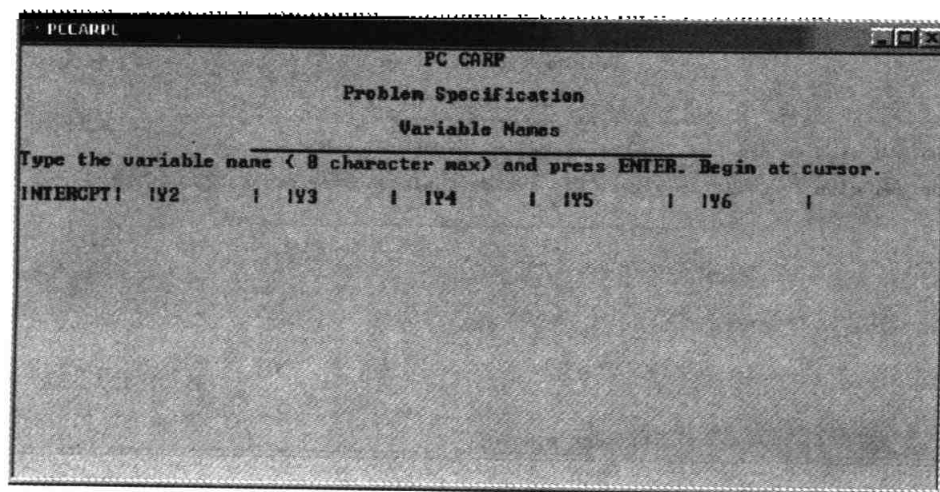 PCCARPL
PC CARP
Problem Specification
Variable Names
Type the variable name ( 8 character max) and press ENTER. Begin at cursor.
INTERCPT| |Y2 | |Y3 | |Y4 | |Y5 | |Y6 |